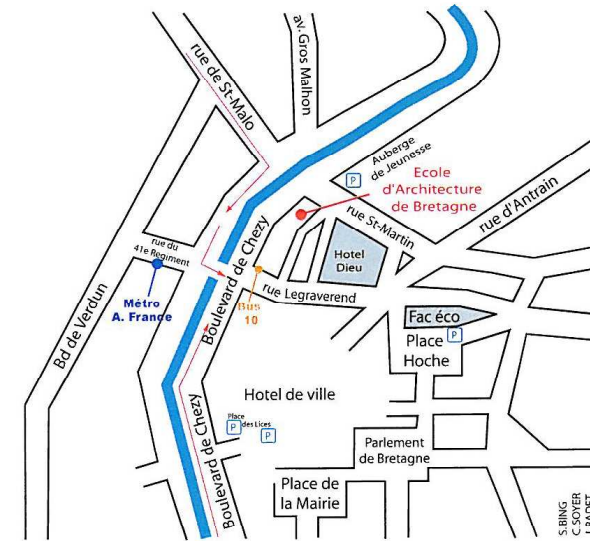 av. Gros Malhon
rue de St-Malo
Auberge
de Jeunesse
P
Ecole
d'Architecture
de Bretagne
rue d'Antrain
rue St-Martin
rue du
41e Regiment
Boulevard de Chezy
Hotel
Dieu
Métro
A. France
Bus
10
rue Legraverend
Bd de Verdun
Fac éco
P
Place
Hoche
Hotel de ville
Place
des Lices
P
P
Boulevard de Chezy
Parlement
de Bretagne
Place de
la Mairie
S.BING
C.SOYER